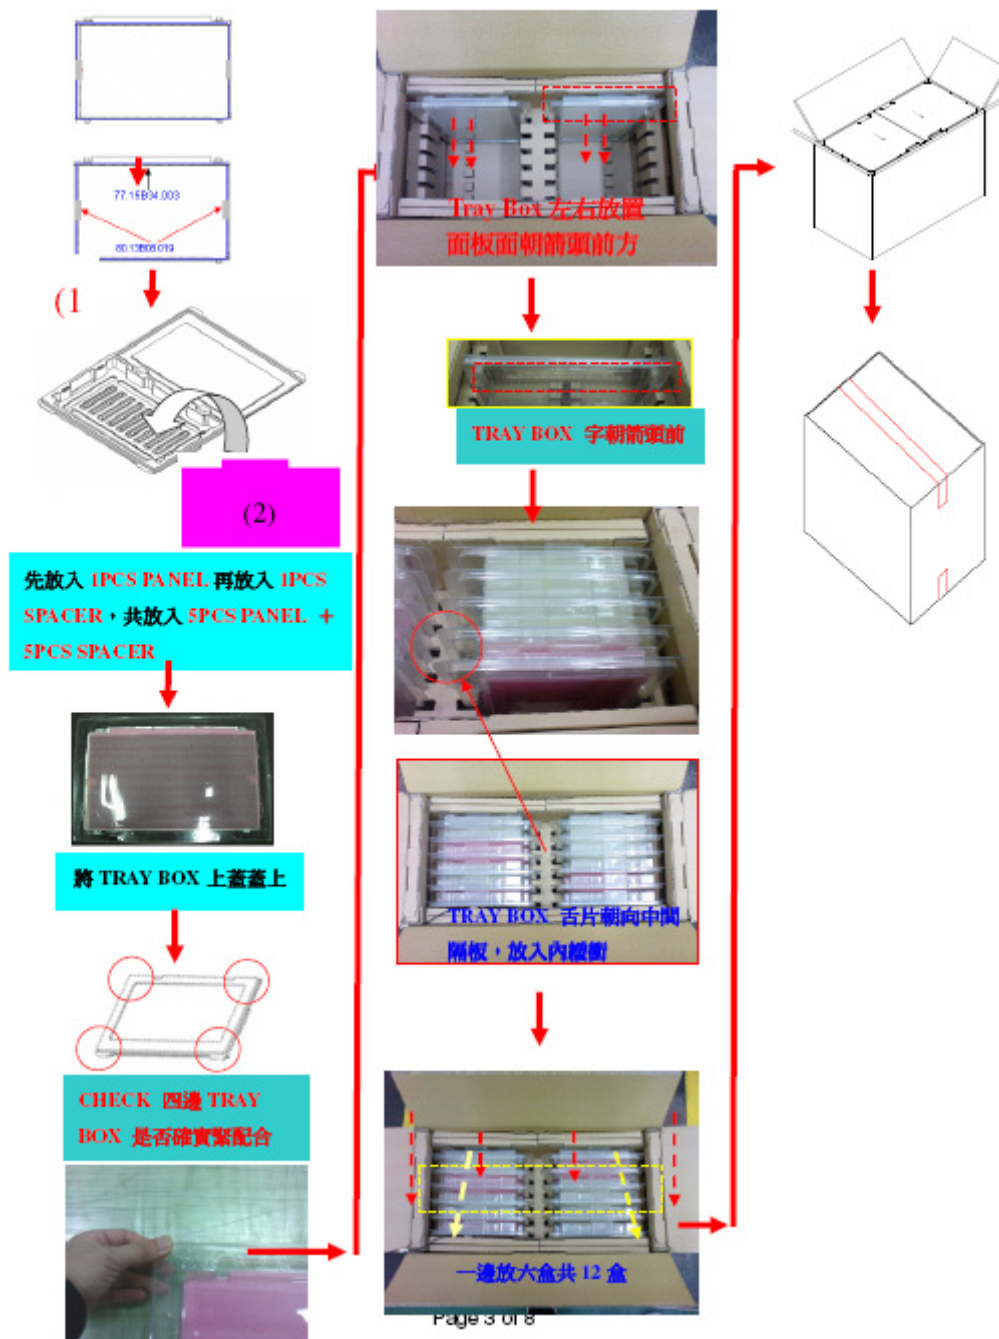 77.15B34.003
80.13B08.019
(1
(2)
先放入 1PCS PANEL 再放入 1PCS
SPACER,共放入 5PCS PANEL +
5PCS SPACER
將 TRAY BOX 上蓋蓋上
CHECK 四邊 TRAY
BOX 是否確實緊配合
Tray Box 左右放置
面板面朝箭頭前方
TRAY BOX 字朝箭頭前
TRAY BOX 舌片朝向中間
隔板,放入內緩衝
一邊放六盒共 12 盒
Page 3 of 8